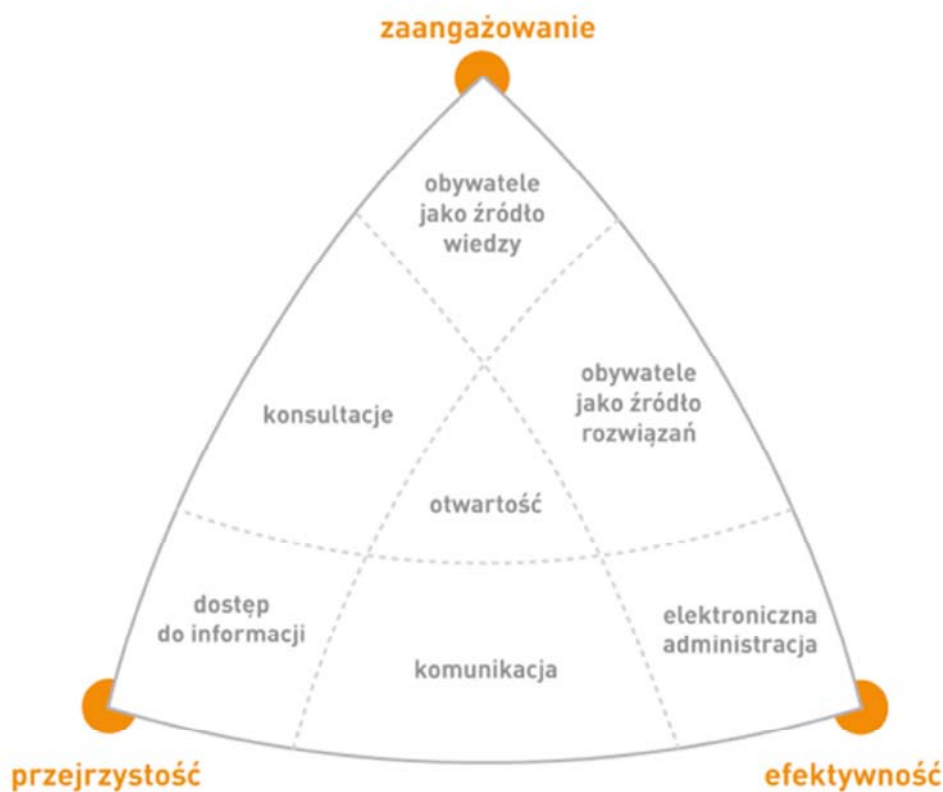 zaangażowanie
obywatele
jako źródło
wiedzy
obywatele
jako źródło
rozwiązań
konsultacje
otwartość
dostęp
do informacji
elektroniczna
administracja
komunikacja
przejrzystość
efektywność